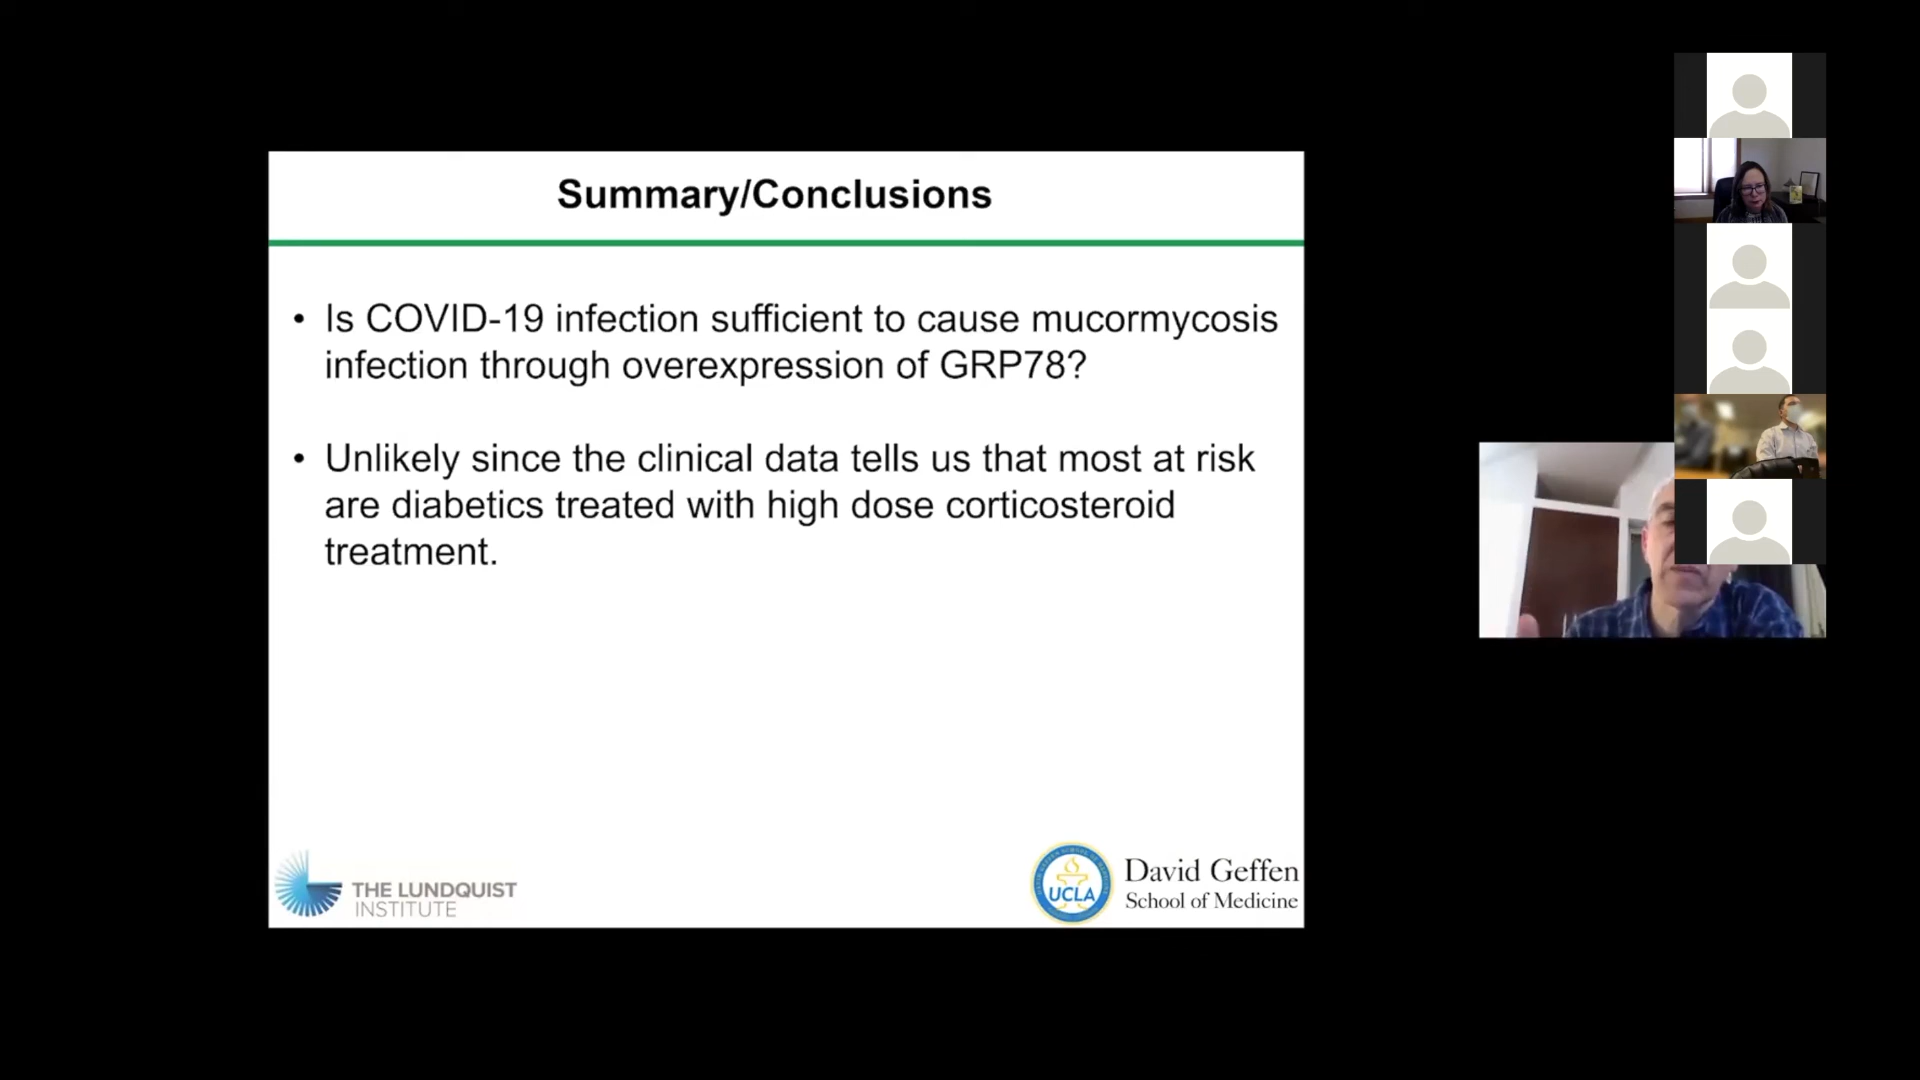 Summary/Conclusions
• Is COVID-19 infection sufficient to cause mucormycosis
infection through overexpression of GRP78?
• Unlikely since the clinical data tells us that most at risk
are diabetics treated with high dose corticosteroid
treatment.
THE LUNDQUIST
INSTITUTE
UCLA
David Geffen
School of Medicine